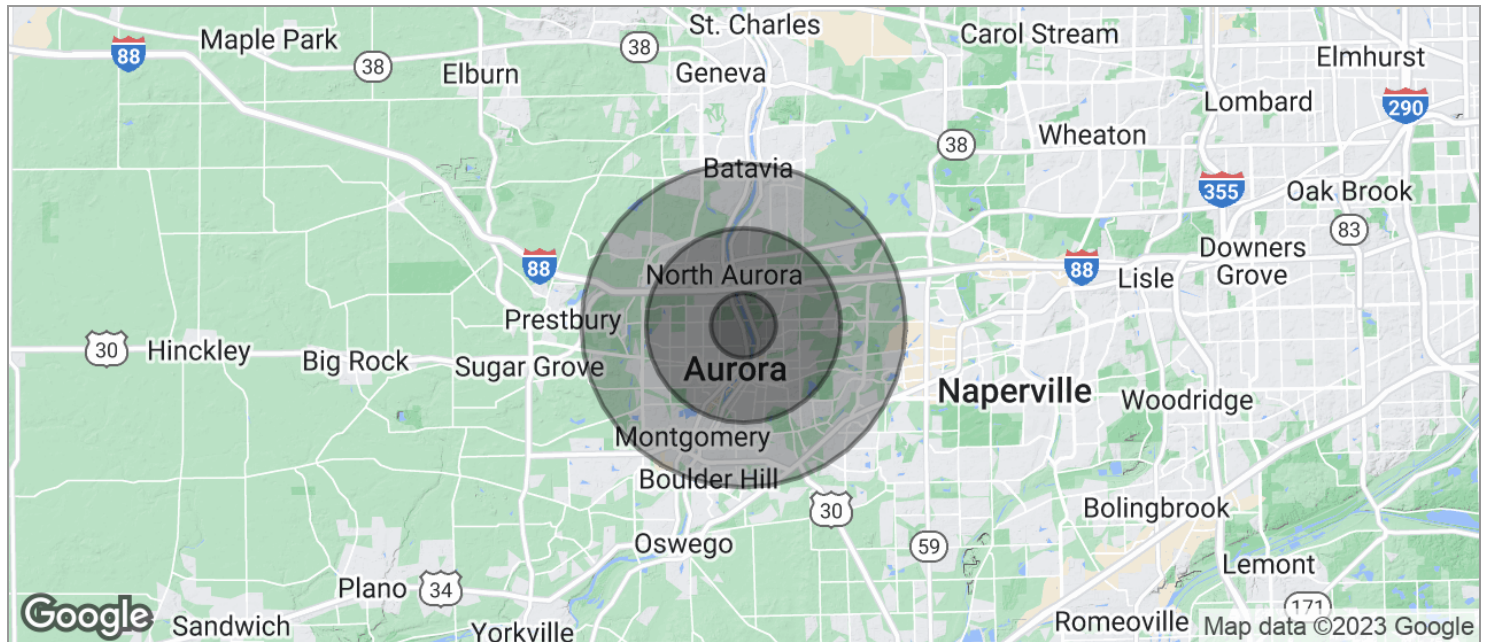 St. Charles
Carol Stream
Maple Park
38
88
38
Elburn
Geneva
Elmhurst
Lombard
290
Wheaton
38
Batavia
355
Oak Brook
83
Downers
Grove
88
North Aurora
88
Lisle
Prestbury
30
Hinckley
Big Rock
Sugar Grove
Aurora
Naperville
Woodridge
Montgomery
Boulder Hill
30
Bolingbrook
Oswego
59
Lemont
Plano
34
171
Google
Sandwich
Yorkville
Romeoville
Map data ©2023 Google